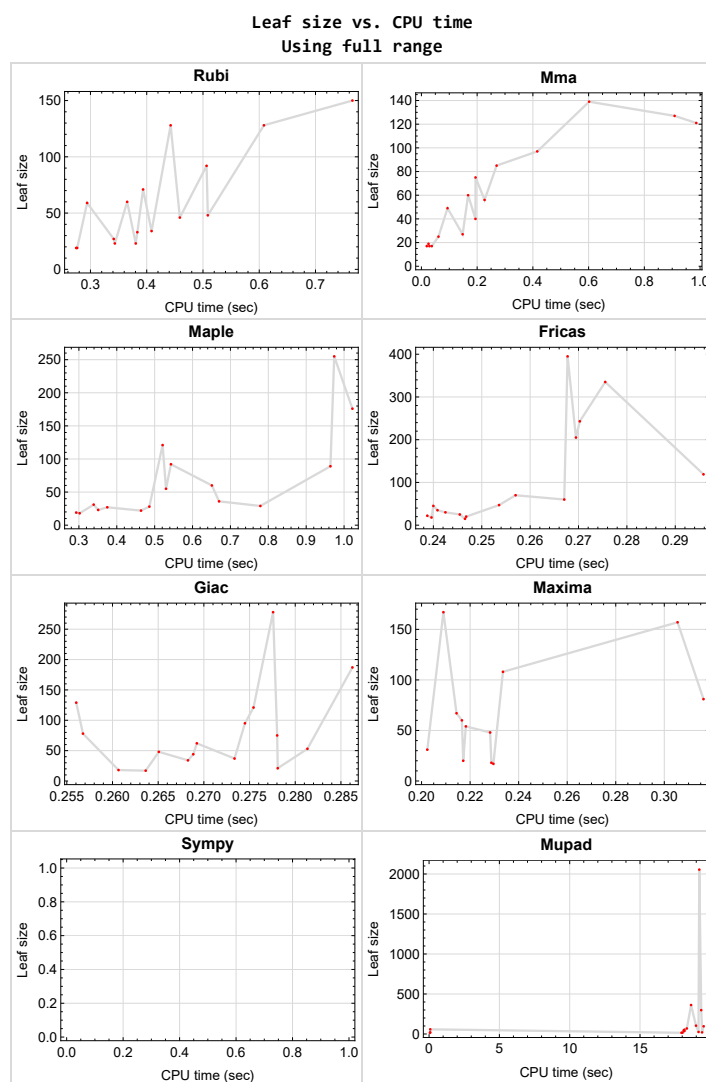 Leaf size vs. CPU time
Using full range
Rubi
150
100
50
0
Leaf size
0.3 0.4 0.5 0.6 0.7
CPU time (sec)
Mma
140
120
100
80
60
40
20
0
Leaf size
0.0 0.2 0.4 0.6 0.8 1.0
CPU time (sec)
Maple
250
200
150
100
50
0
Leaf size
0.3 0.4 0.5 0.6 0.7 0.8 0.9 1.0
CPU time (sec)
Fricas
400
300
200
100
0
Leaf size
0.24 0.25 0.26 0.27 0.28 0.29
CPU time (sec)
Giac
250
200
150
100
50
0
Leaf size
0.255 0.260 0.265 0.270 0.275 0.280 0.285
CPU time (sec)
Maxima
150
100
50
0
Leaf size
0.20 0.22 0.24 0.26 0.28 0.30
CPU time (sec)
Sympy
1.0
0.8
0.6
0.4
0.2
0.0
Leaf size
0.0 0.2 0.4 0.6 0.8 1.0
CPU time (sec)
Mupad
2000
1500
1000
500
0
Leaf size
0 5 10 15
CPU time (sec)